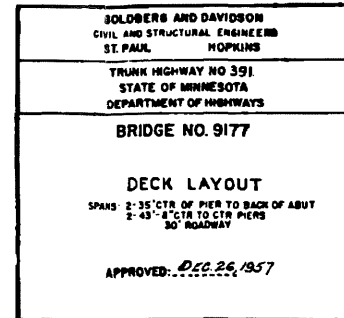 GOLDBERG AND DAVIDSON
CIVIL AND STRUCTURAL ENGINEERS
ST. PAUL HOPKINS
TRUNK HIGHWAY NO 391
STATE OF MINNESOTA
DEPARTMENT OF HIGHWAYS
BRIDGE NO. 9177
DECK LAYOUT
SPANS: 2-35'CTR OF PIER TO BACK OF ABUT
2-43'-8"CTR TO CTR PIERS
30' ROADWAY
APPROVED: DEC. 26, 1957